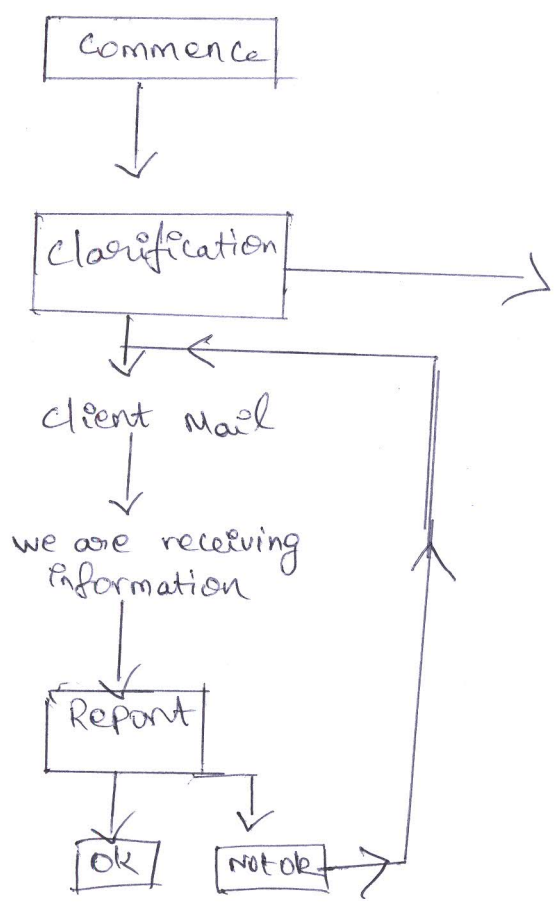 Commence
Clarification
Client Mail
we are receiving
information
Report
Ok
Not ok